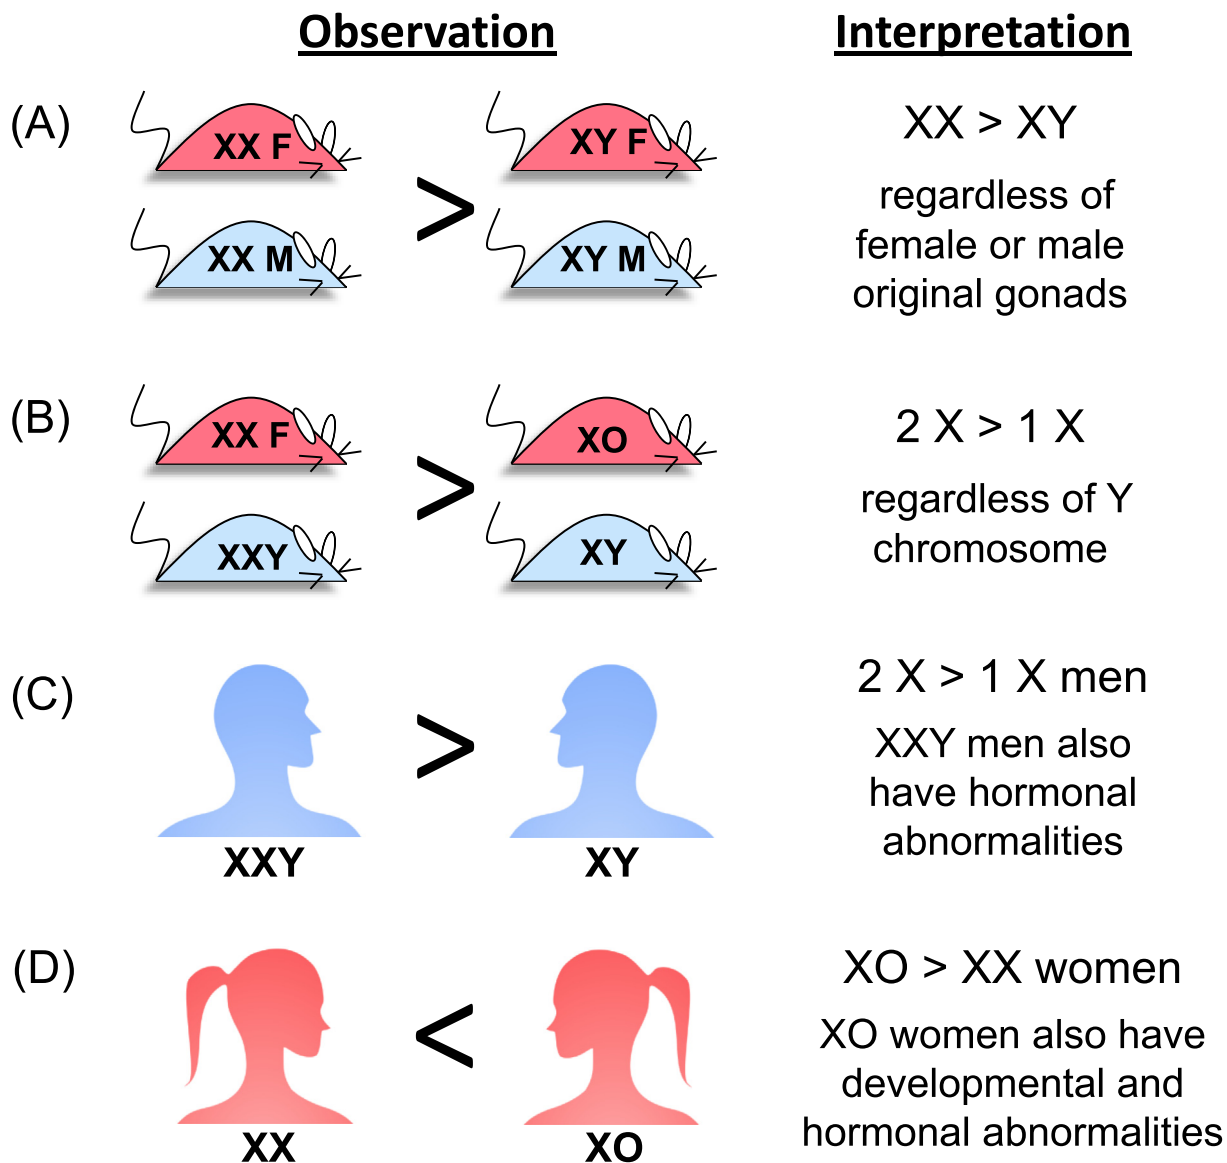 Observation
Interpretation
(A)
XX F
>
XY F
XX M
XY M
XX > XY
regardless of
female or male
original gonads
(B)
XX F
>
XO
XXY
XY
2 X > 1 X
regardless of Y
chromosome
(C)
>
XXY
XY
2 X > 1 X men
XXY men also
have hormonal
abnormalities
(D)
<
XX
XO
XO > XX women
XO women also have
developmental and
hormonal abnormalities